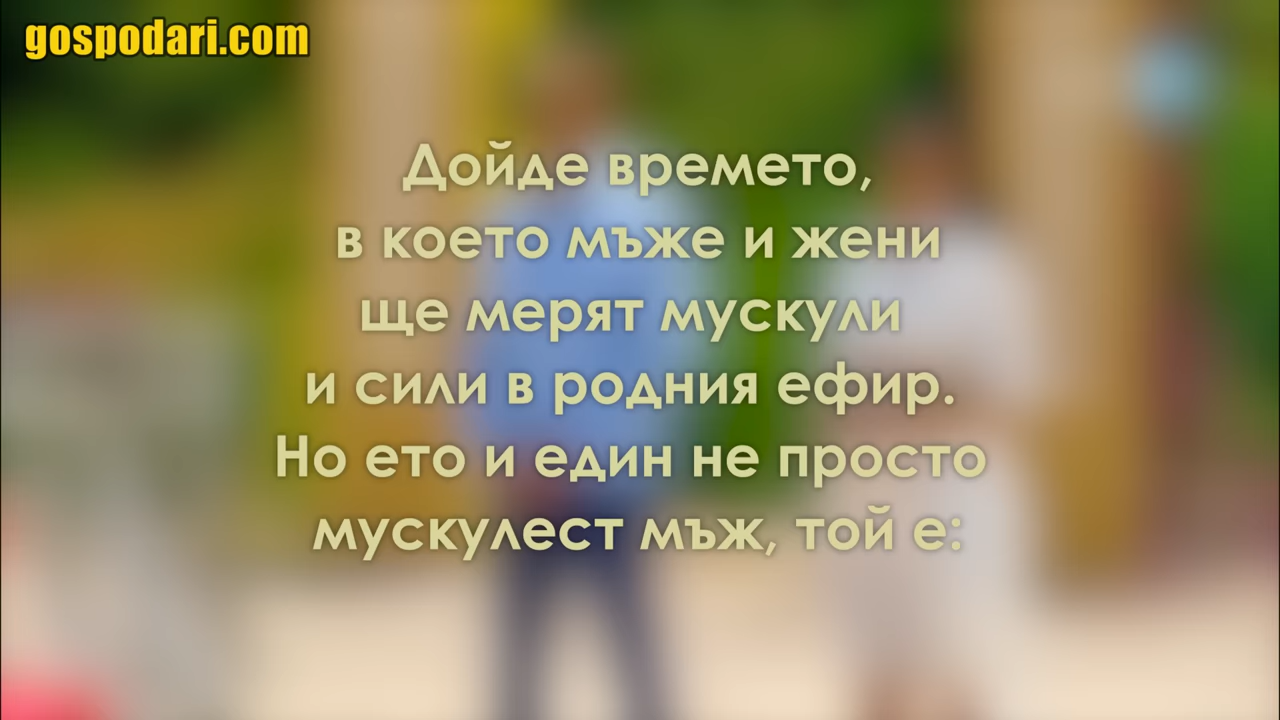 gospodari.com
Дойде времето,
в което мъже и жени
ще мерят мускули
и сили в родния ефир.
Но ето и един не просто
мускулест мъж, той е: